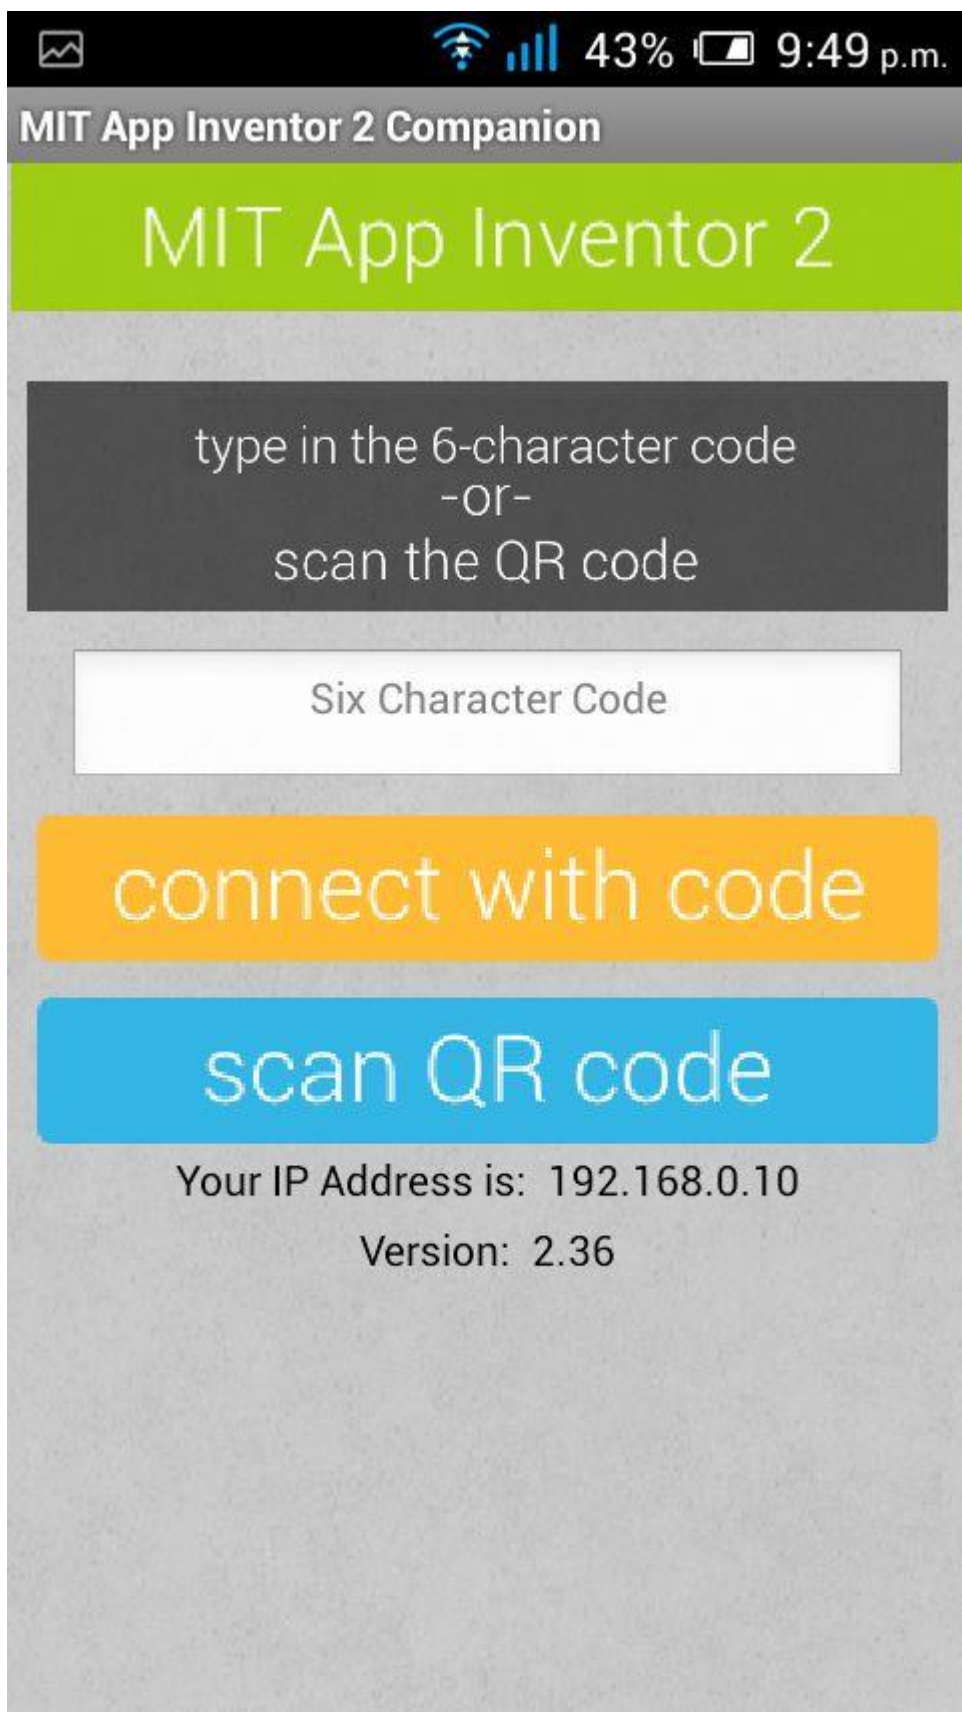 43% 9:49 p.m.
MIT App Inventor 2 Companion
MIT App Inventor 2
type in the 6-character code
-or-
scan the QR code
Six Character Code
connect with code
scan QR code
Your IP Address is: 192.168.0.10
Version: 2.36